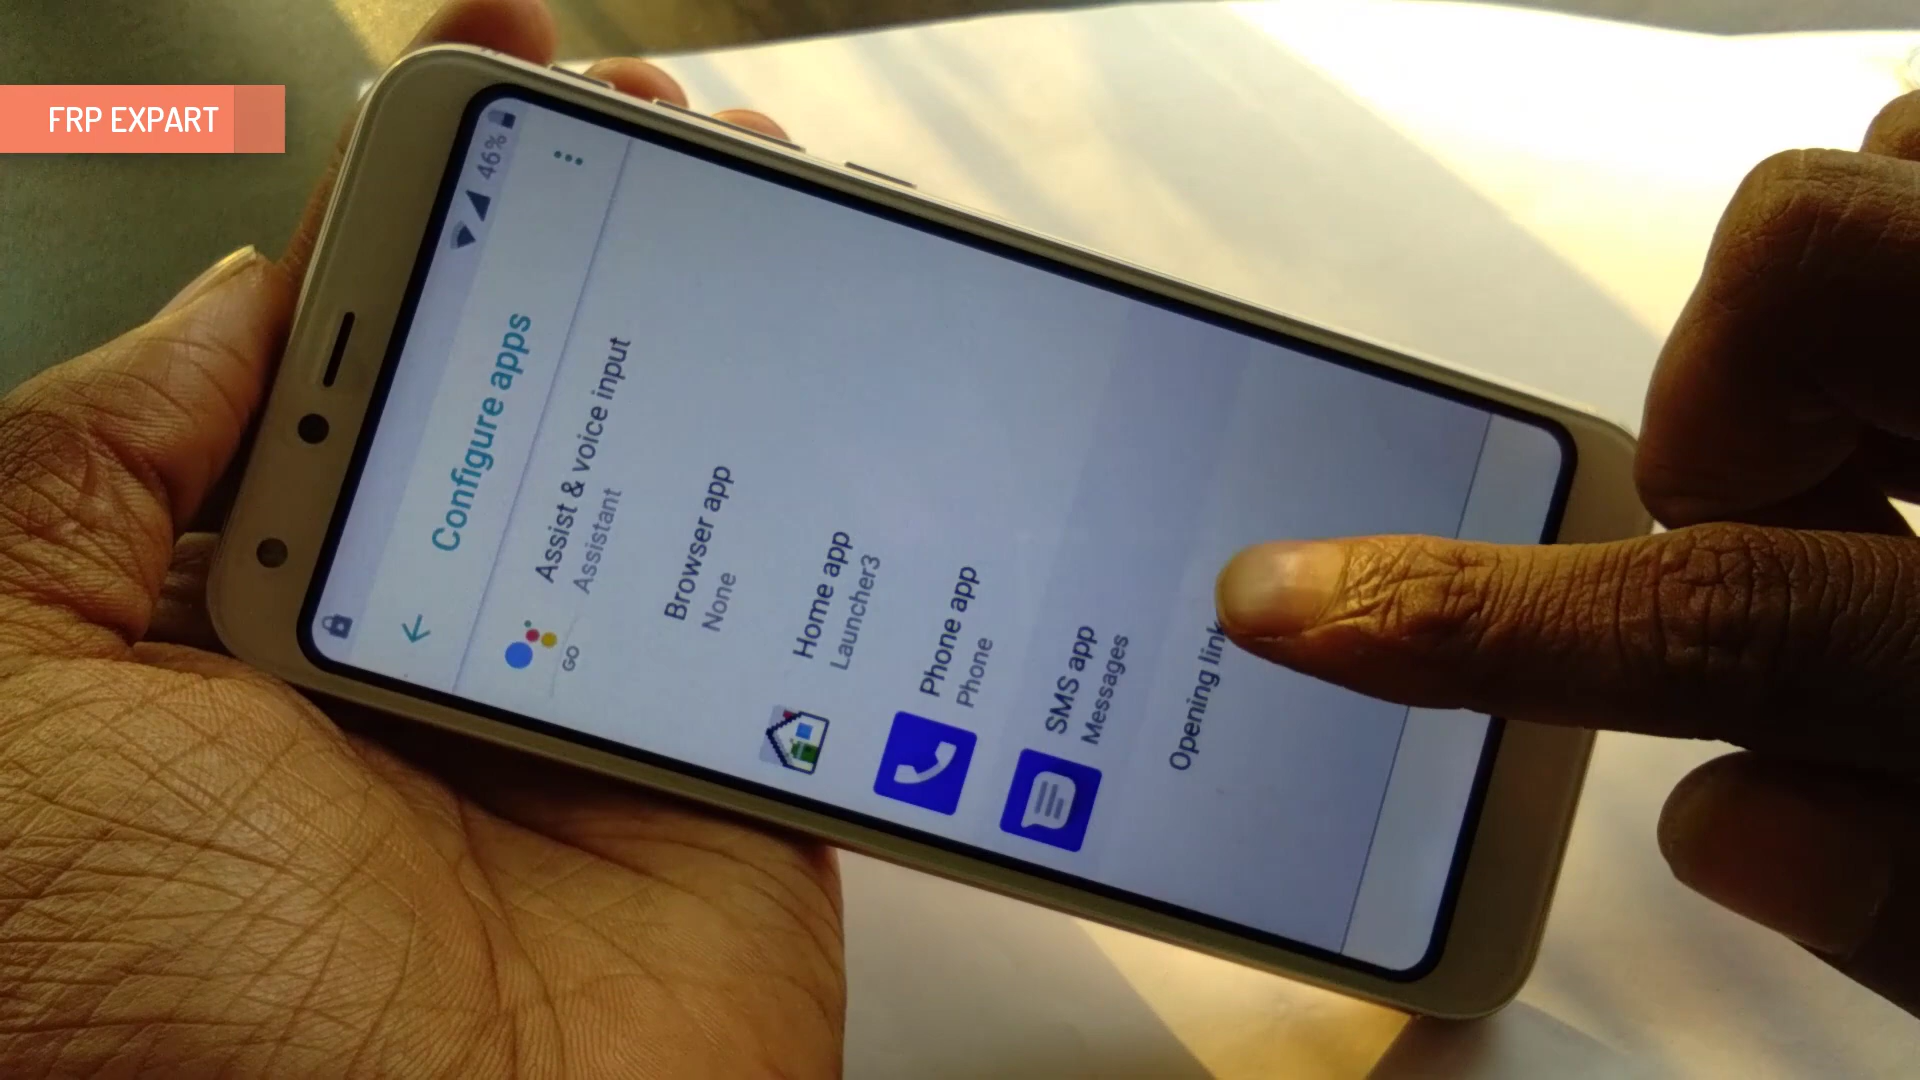 FRP EXPART
46%
Configure apps
Assist & voice input
Assistant
GO
Browser app
None
Home app
Launcher3
Phone app
Phone
SMS app
Messages
Opening link